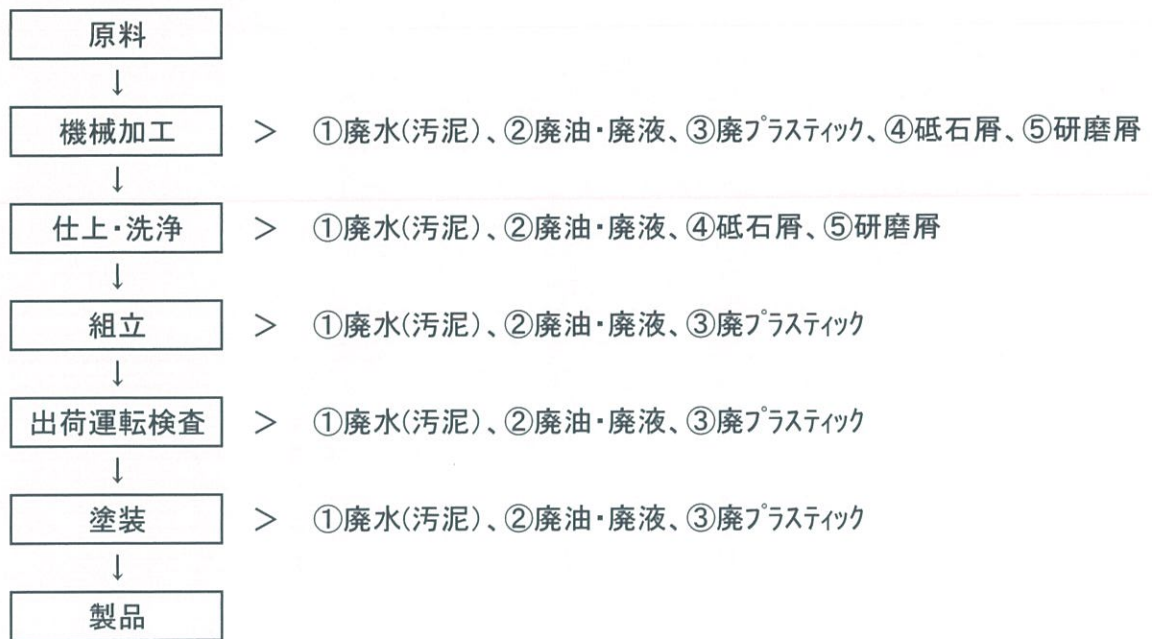 原料
↓
機械加工 > ①廃水(汚泥)、②廃油・廃液、③廃プラスティック、④砥石屑、⑤研磨屑
↓
仕上・洗浄 > ①廃水(汚泥)、②廃油・廃液、④砥石屑、⑤研磨屑
↓
組立 > ①廃水(汚泥)、②廃油・廃液、③廃プラスティック
↓
出荷運転検査 > ①廃水(汚泥)、②廃油・廃液、③廃プラスティック
↓
塗装 > ①廃水(汚泥)、②廃油・廃液、③廃プラスティック
↓
製品